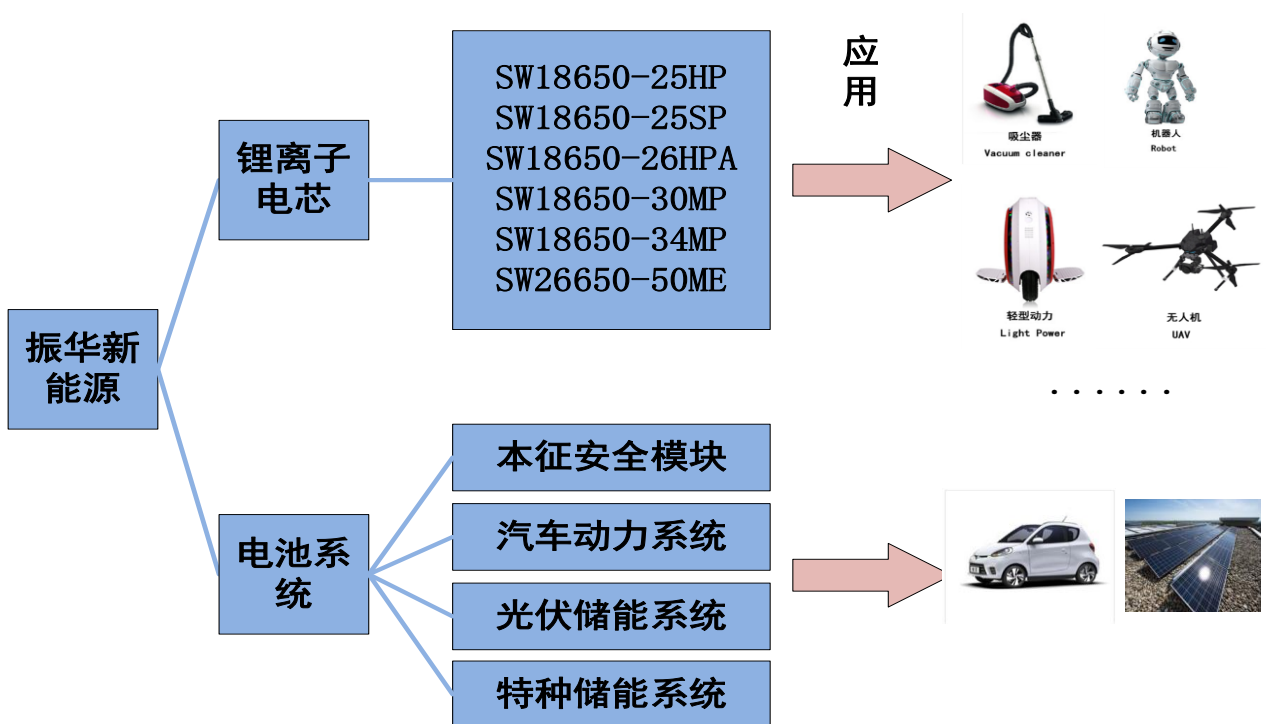 振华新
能源
锂离子
电芯
SW18650-25HP
SW18650-25SP
SW18650-26HPA
SW18650-30MP
SW18650-34MP
SW26650-50ME
应
用
吸尘器
Vacuum cleaner
机器人
Robot
轻型动力
Light Power
无人机
UAV
......
电池系
统
本征安全模块
汽车动力系统
光伏储能系统
特种储能系统